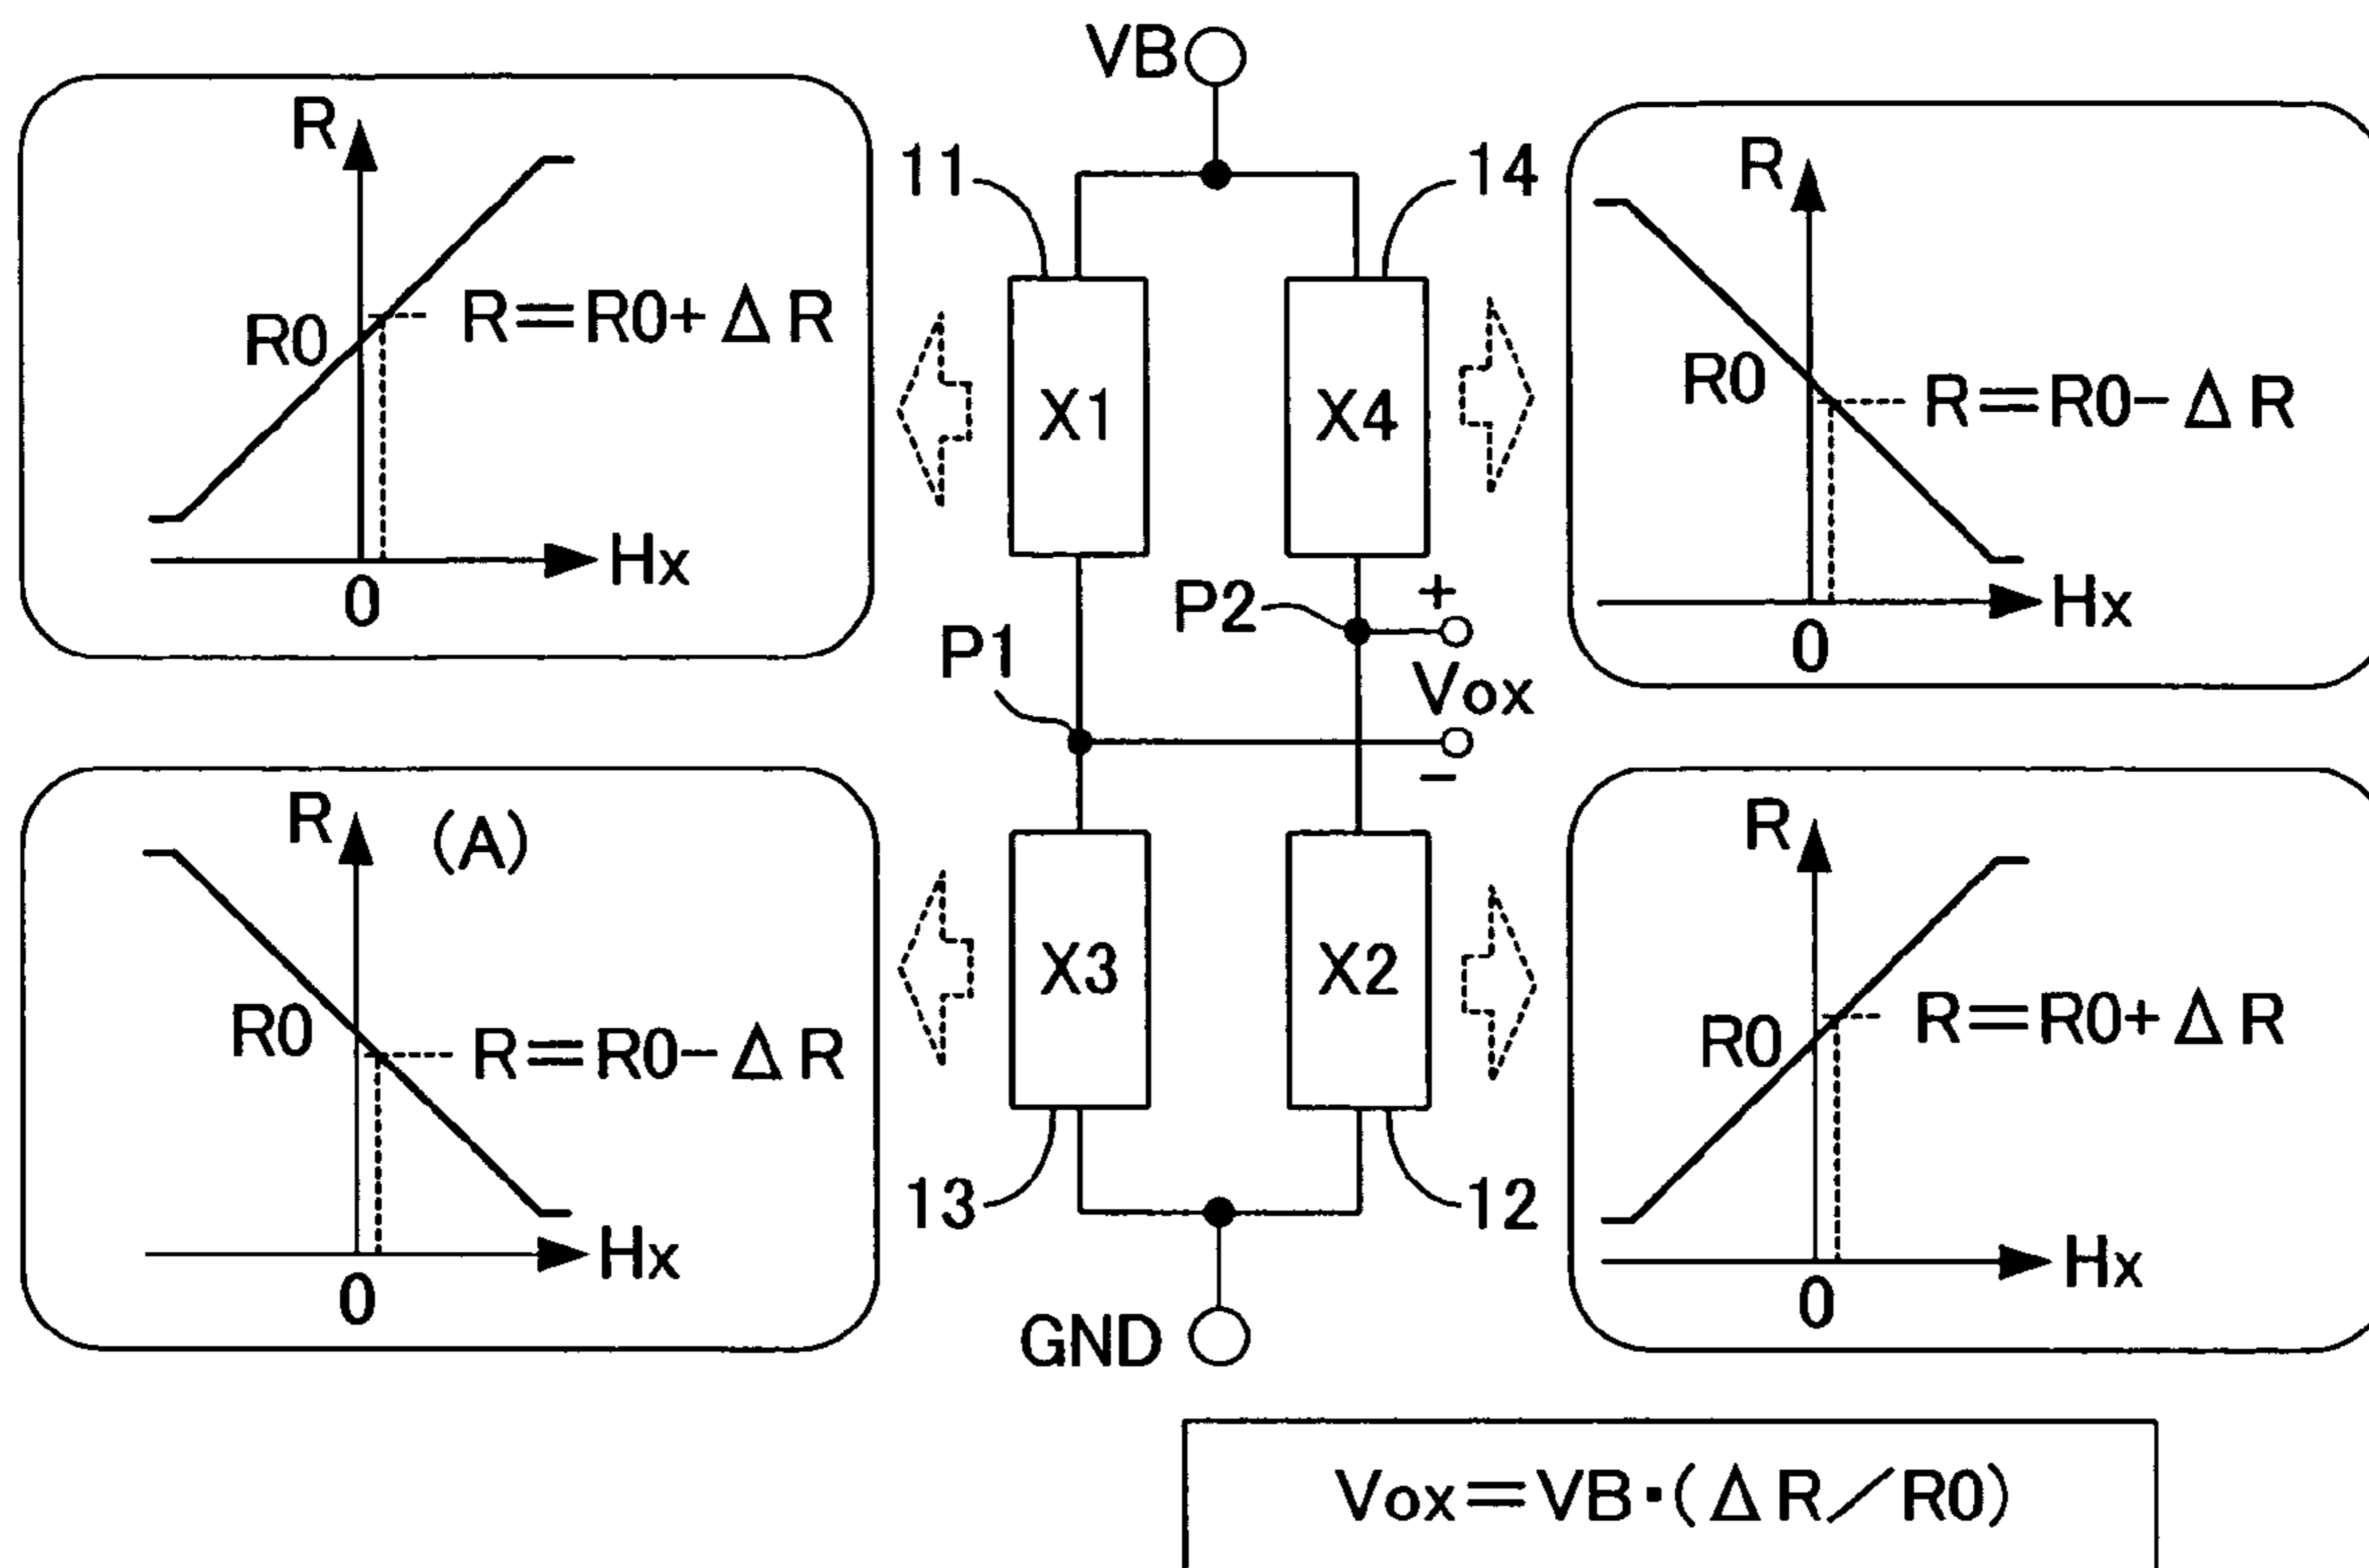 VB
11
14
R
R0
R=R0+ΔR
Hx
0
X1
X4
R
R0
R=R0-ΔR
Hx
0
P2
+
P1
Vox
-
R
(A)
R0
R=R0-ΔR
Hx
0
X3
X2
R
R0
R=R0+ΔR
Hx
0
13
12
GND
Vox=VB·(ΔR/R0)